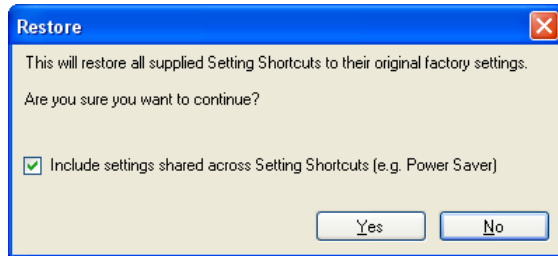 Restore
This will restore all supplied Setting Shortcuts to their original factory settings.
Are you sure you want to continue?
Include settings shared across Setting Shortcuts (e.g. Power Saver)
Yes No